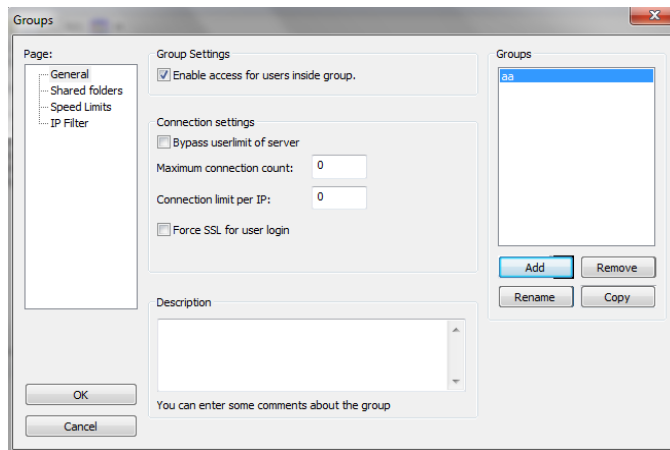 Groups
Page:
General
Shared folders
Speed Limits
IP Filter
OK
Cancel
Group Settings
Enable access for users inside group.
Connection settings
Bypass userlimit of server
Maximum connection count: 0
Connection limit per IP: 0
Force SSL for user login
Description
You can enter some comments about the group
Groups
aa
Add Remove
Rename Copy